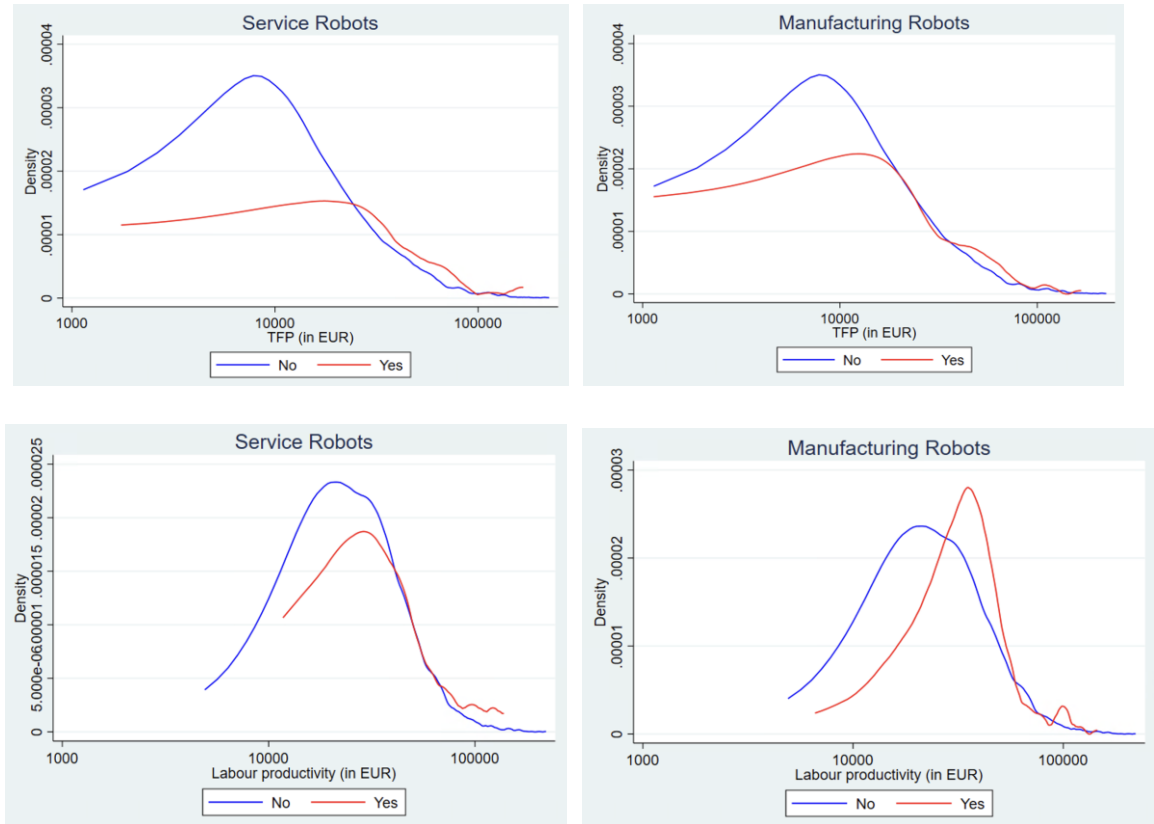 Service Robots
Density
0 .00001 .00002 .00003 .00004
1000 10000 100000
TFP (in EUR)
No Yes
Manufacturing Robots
Density
0 .00001 .00002 .00003 .00004
1000 10000 100000
TFP (in EUR)
No Yes
Service Robots
Density
0 5.000e-06 .00001 .000015 .00002 .000025
1000 10000 100000
Labour productivity (in EUR)
No Yes
Manufacturing Robots
Density
0 .00001 .00002 .00003
1000 10000 100000
Labour productivity (in EUR)
No Yes